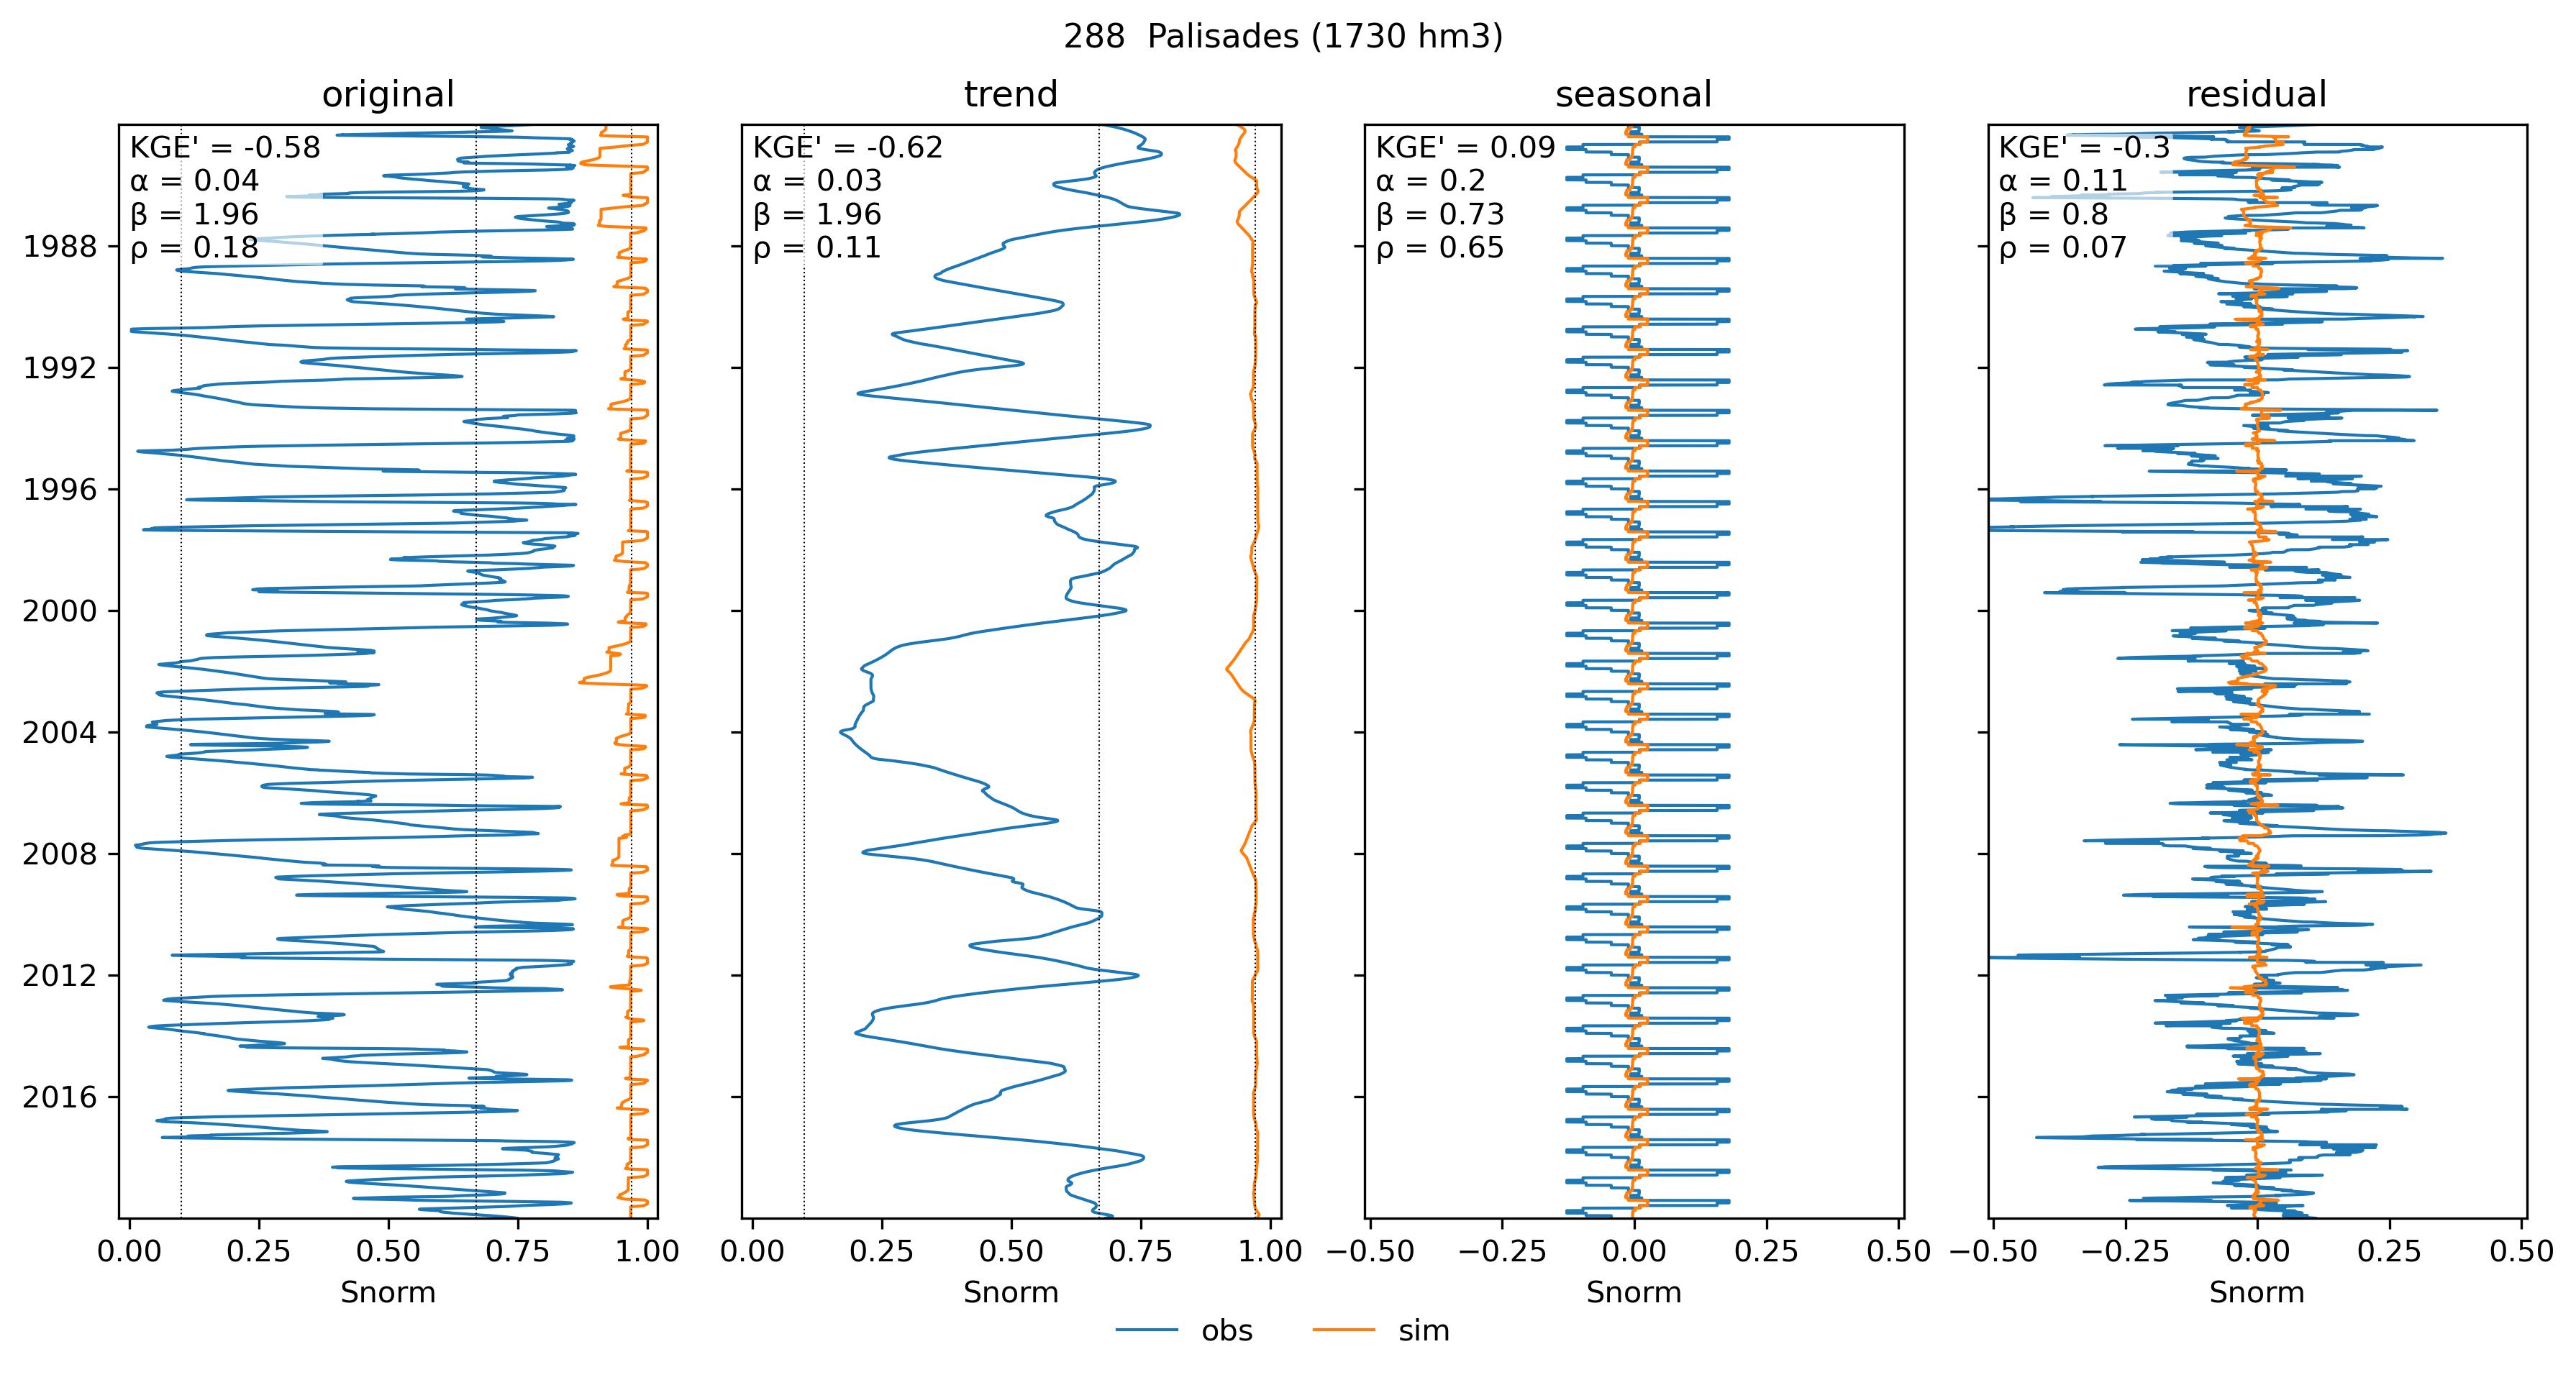 288  Palisades (1730 hm3)
original
trend
seasonal
residual
KGE' = -0.58
α = 0.04
β = 1.96
ρ = 0.18
KGE' = -0.62
α = 0.03
β = 1.96
ρ = 0.11
KGE' = 0.09
α = 0.2
β = 0.73
ρ = 0.65
KGE' = -0.3
α = 0.11
β = 0.8
ρ = 0.07
1988
1992
1996
2000
2004
2008
2012
2016
0.00 0.25 0.50 0.75 1.00
0.00 0.25 0.50 0.75 1.00
−0.50 −0.25 0.00 0.25 0.50
−0.50 −0.25 0.00 0.25 0.50
Snorm
Snorm
Snorm
Snorm
obs
sim